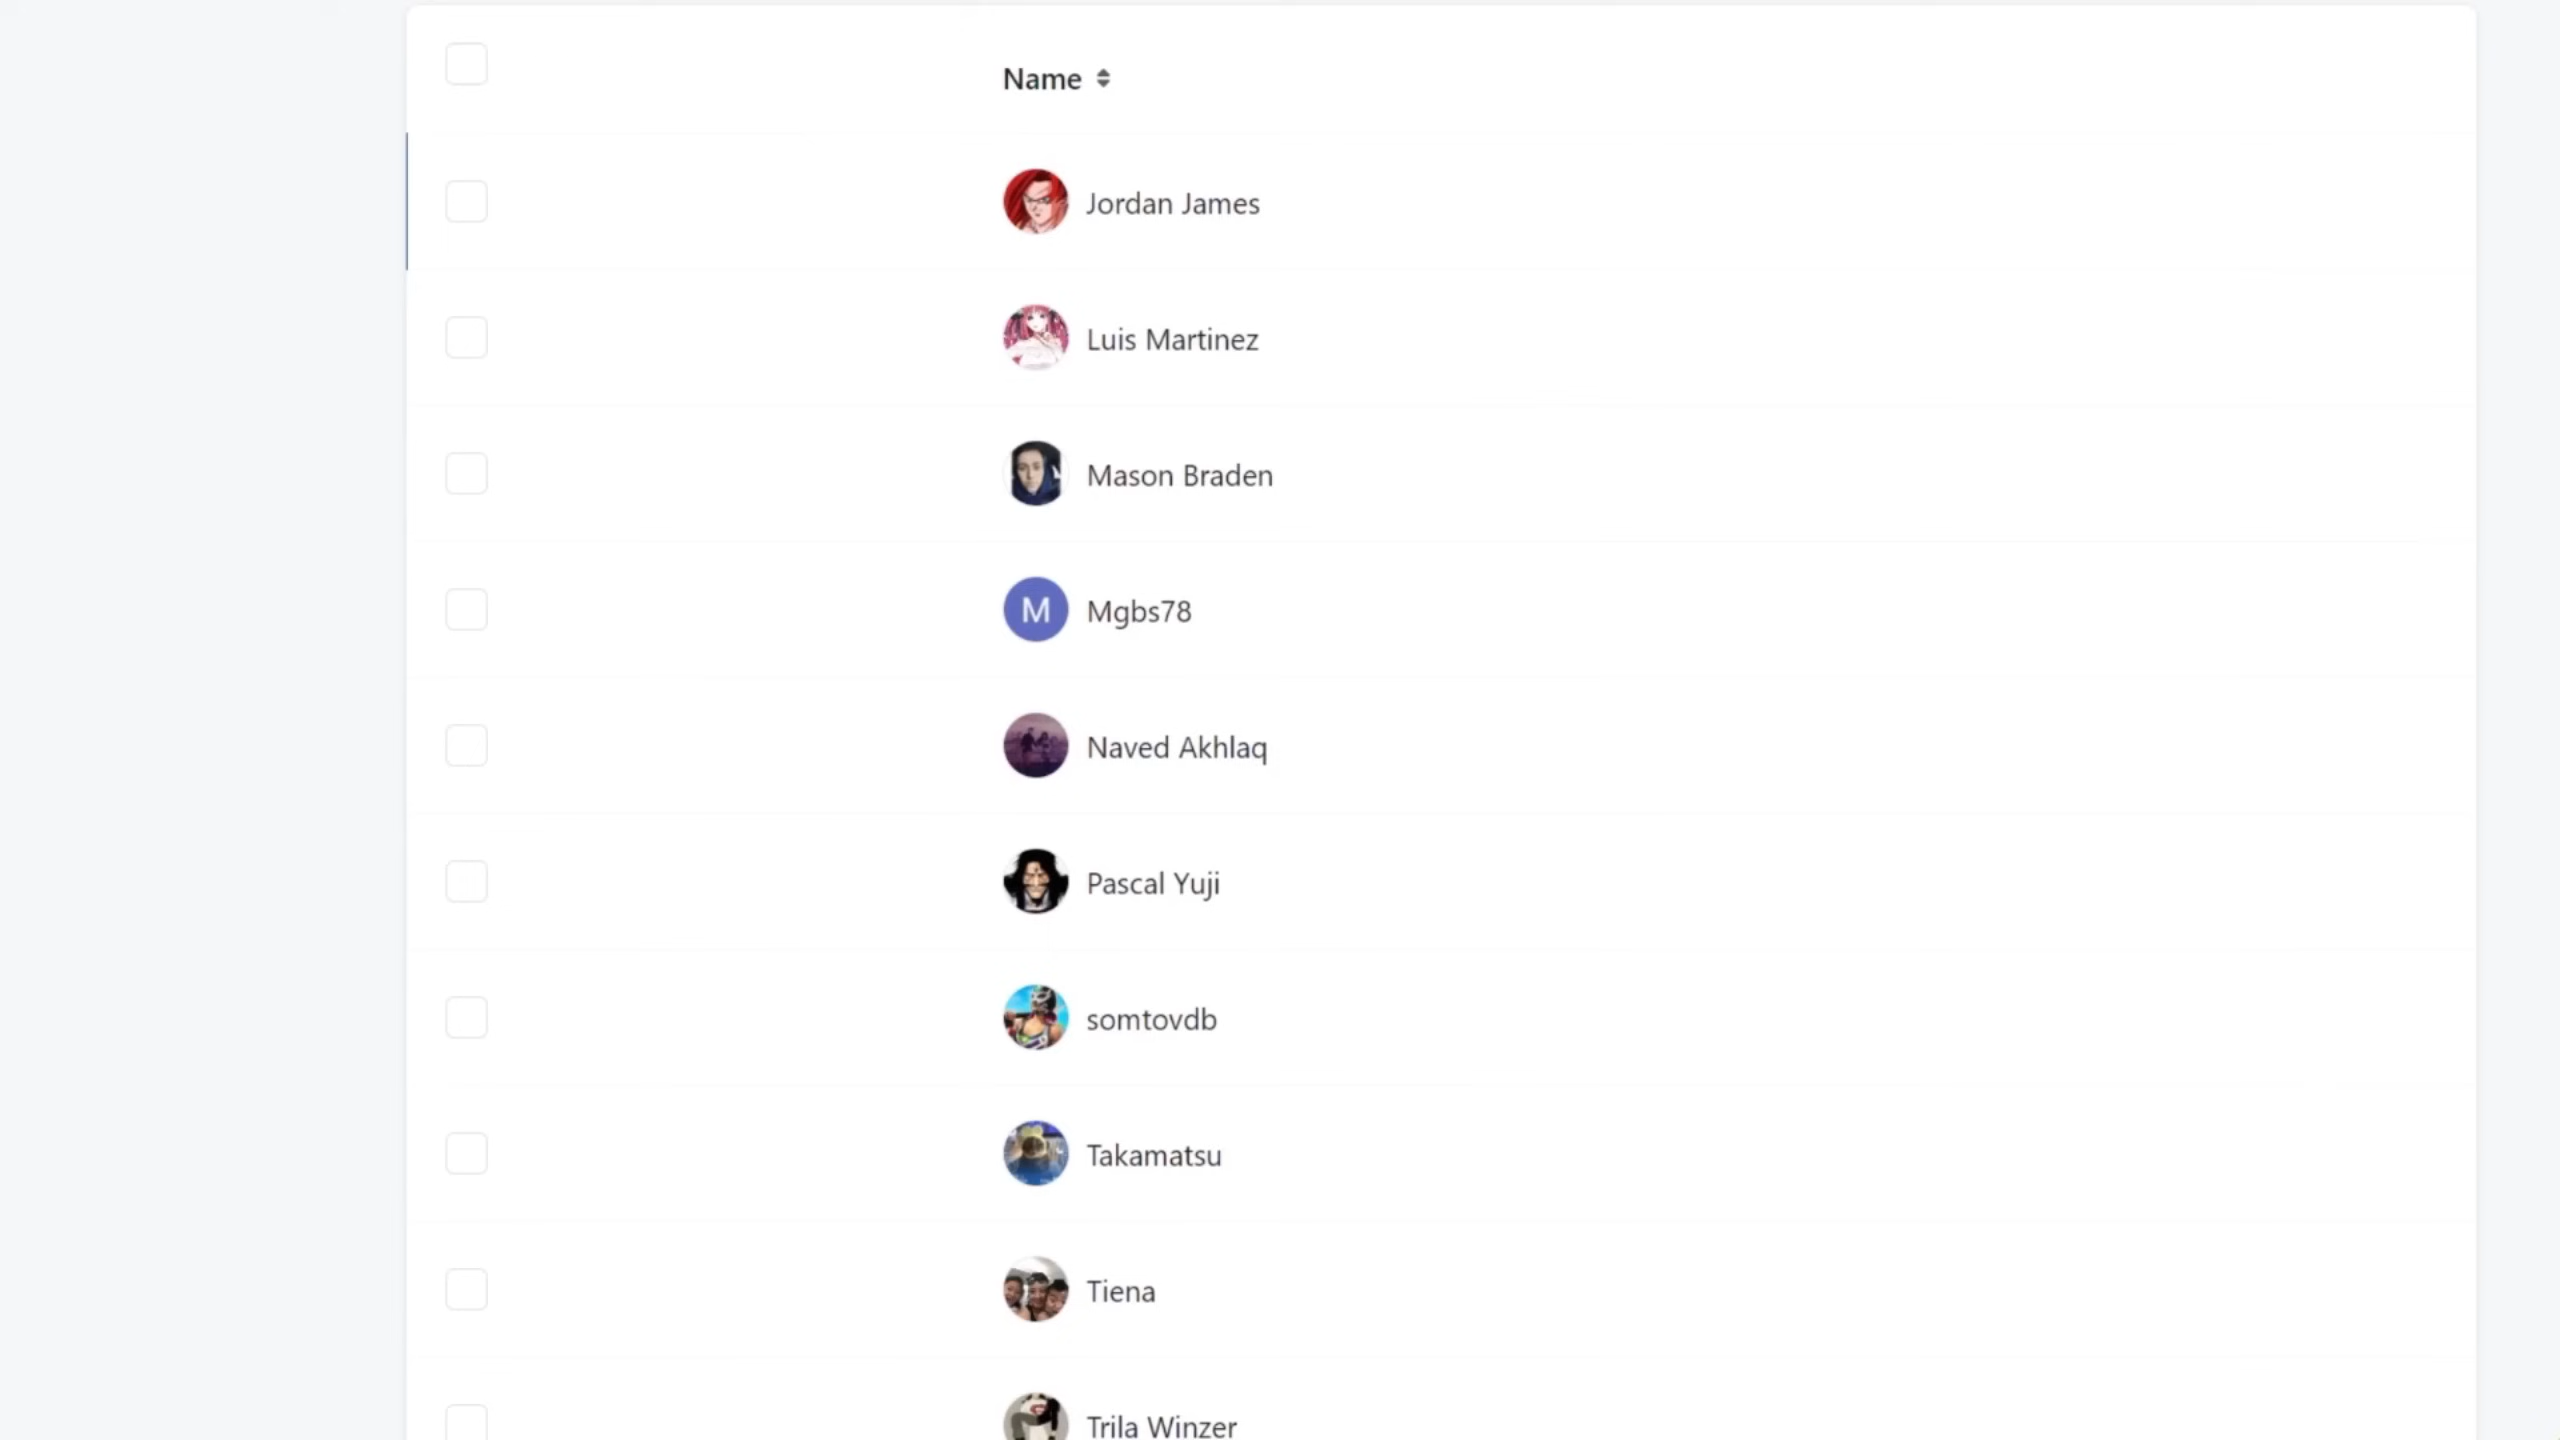 Name
Jordan James
Luis Martinez
Mason Braden
M Mgbs78
Naved Akhlaq
Pascal Yuji
somtovdb
Takamatsu
Tiena
Trila Winzer